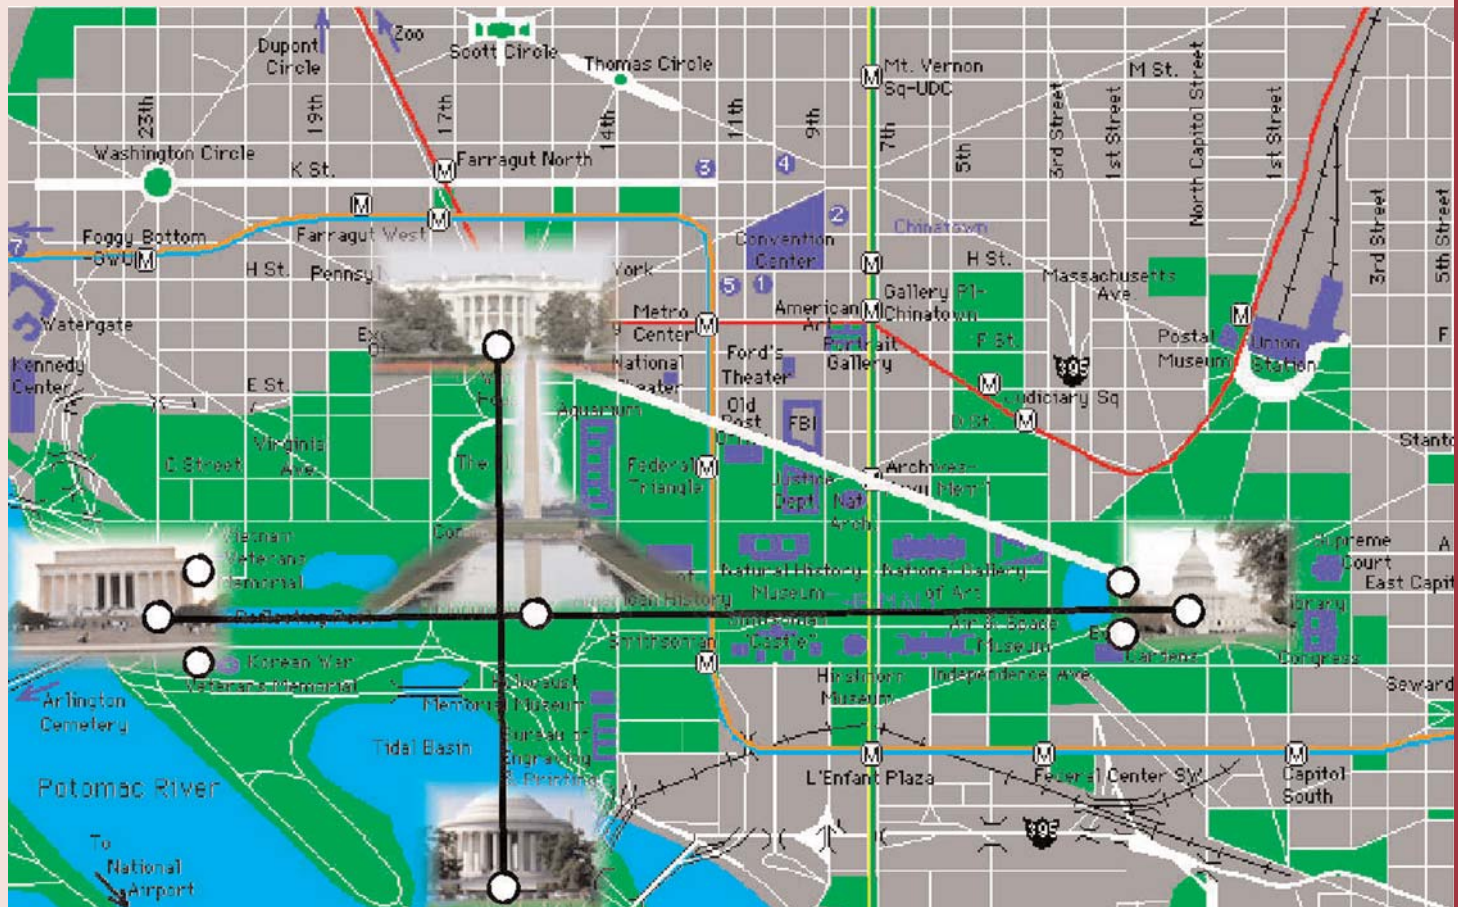 Zoo
Dupont
Circle
Scott Circle
Thomas Circle
M
Mt. Vernon
Sq-UDC
M St.
23th
19th
17th
14th
11th
9th
7th
5th
3rd Street
1st Street
North Capitol Street
1st Street
Washington Circle
K St.
M
Farragut North
3
4
M
M
Farragut West
7
Foggy Bottom
-GWU
M
H St.
Pennsyl
York
2
Convention
Center
Chinatown
M
H St.
Massachusetts
Ave.
3rd Street
5th Street
5
1
Watergate
Metro
Center
M
American
Art
M
Gallery Pl-
Chinatown
Portrait
Gallery
F St.
Postal
Museum
M
Union
Station
F
Kennedy
Center
E St.
National
Theater
Ford's
Theater
395
M
Judiciary Sq
Aquarium
Old
Post
FBI
D St.
M
Virginia
Ave.
C Street
The
Federal
Triangle
M
Justice
Dept
Nat
Arch
M
Archives-
Stanto
Vietnam
Veterans
Memorial
Natural History
Museum
National Gallery
of Art
Supreme
Court
A
East Capit
American History
Smithsonian
"Castle"
Air & Space
Museum
Smithsonian
M
Gardens
Congress
Korean War
Veterans Memorial
Hirshhorn
Museum
Independence Ave.
Seward
Arlington
Cemetery
Holocaust
Memorial Museum
Tidal Basin
Bureau of
Engraving
& Printing
M
L'Enfant Plaza
M
Federal Center SW
M
Capitol
South
Potomac River
395
To
National
Airport